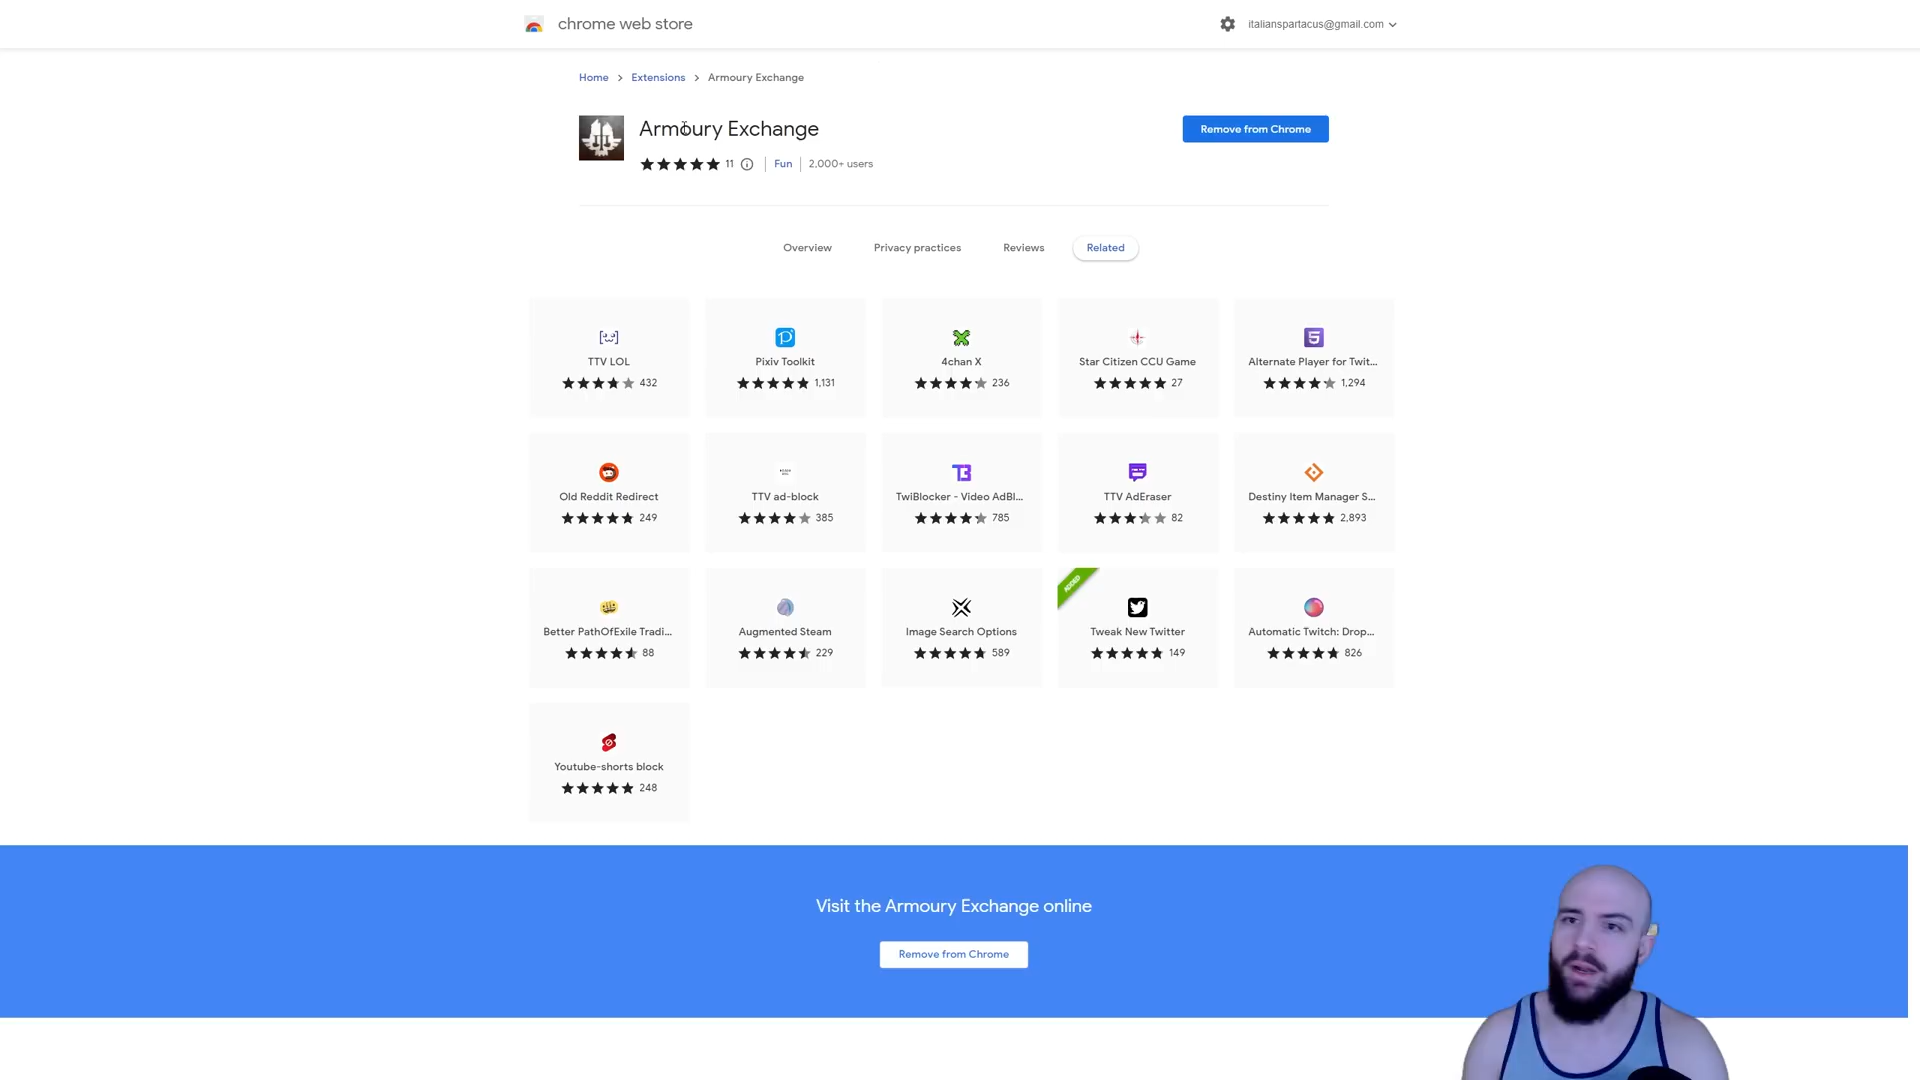 chrome web store
italianspartacus@gmail.com
Home > Extensions > Armoury Exchange
Armoury Exchange
Remove from Chrome
11 Fun 2,000+ users
Overview Privacy practices Reviews Related
TTV LOL
432
Pixiv Toolkit
1,131
4chan X
236
Star Citizen CCU Game
27
Alternate Player for Twit...
1,294
Old Reddit Redirect
249
TTV ad-block
385
TwiBlocker - Video AdBl...
785
TTV AdEraser
82
Destiny Item Manager S...
2,893
Better PathOfExile Tradi...
88
Augmented Steam
229
Image Search Options
589
ADDED
Tweak New Twitter
149
Automatic Twitch: Drop...
826
Youtube-shorts block
248
Visit the Armoury Exchange online
Remove from Chrome